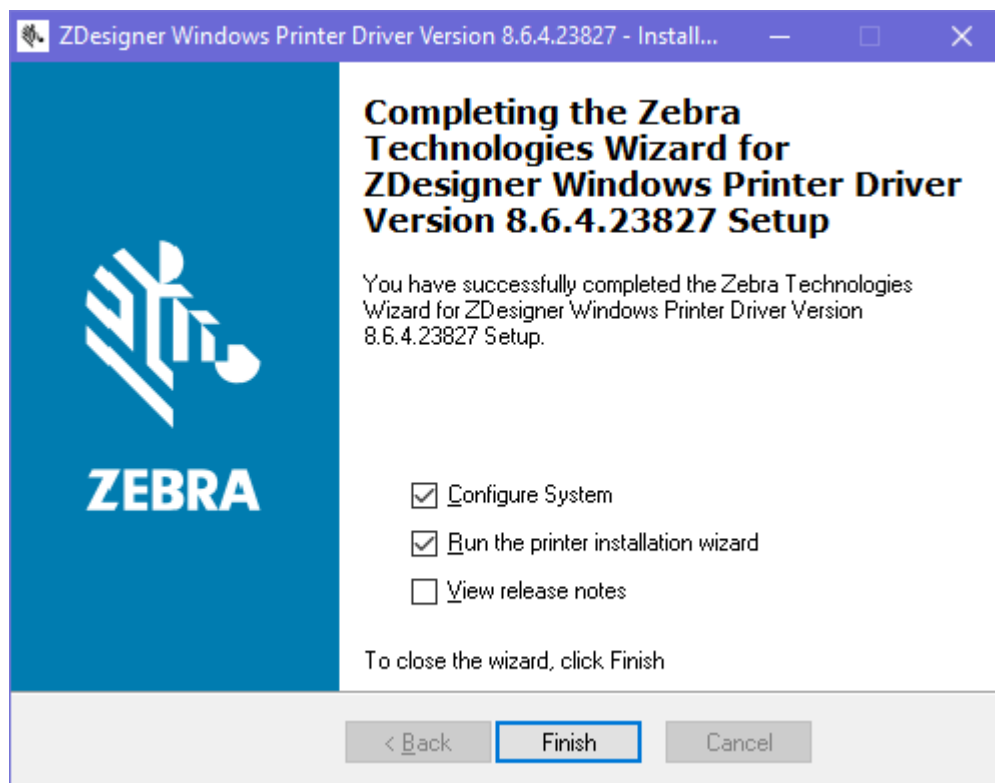 ZDesigner Windows Printer Driver Version 8.6.4.23827 - Install...
Completing the Zebra
Technologies Wizard for
ZDesigner Windows Printer Driver
Version 8.6.4.23827 Setup
You have successfully completed the Zebra Technologies
Wizard for ZDesigner Windows Printer Driver Version
8.6.4.23827 Setup.
ZEBRA
Configure System
Run the printer installation wizard
View release notes
To close the wizard, click Finish
< Back
Finish
Cancel